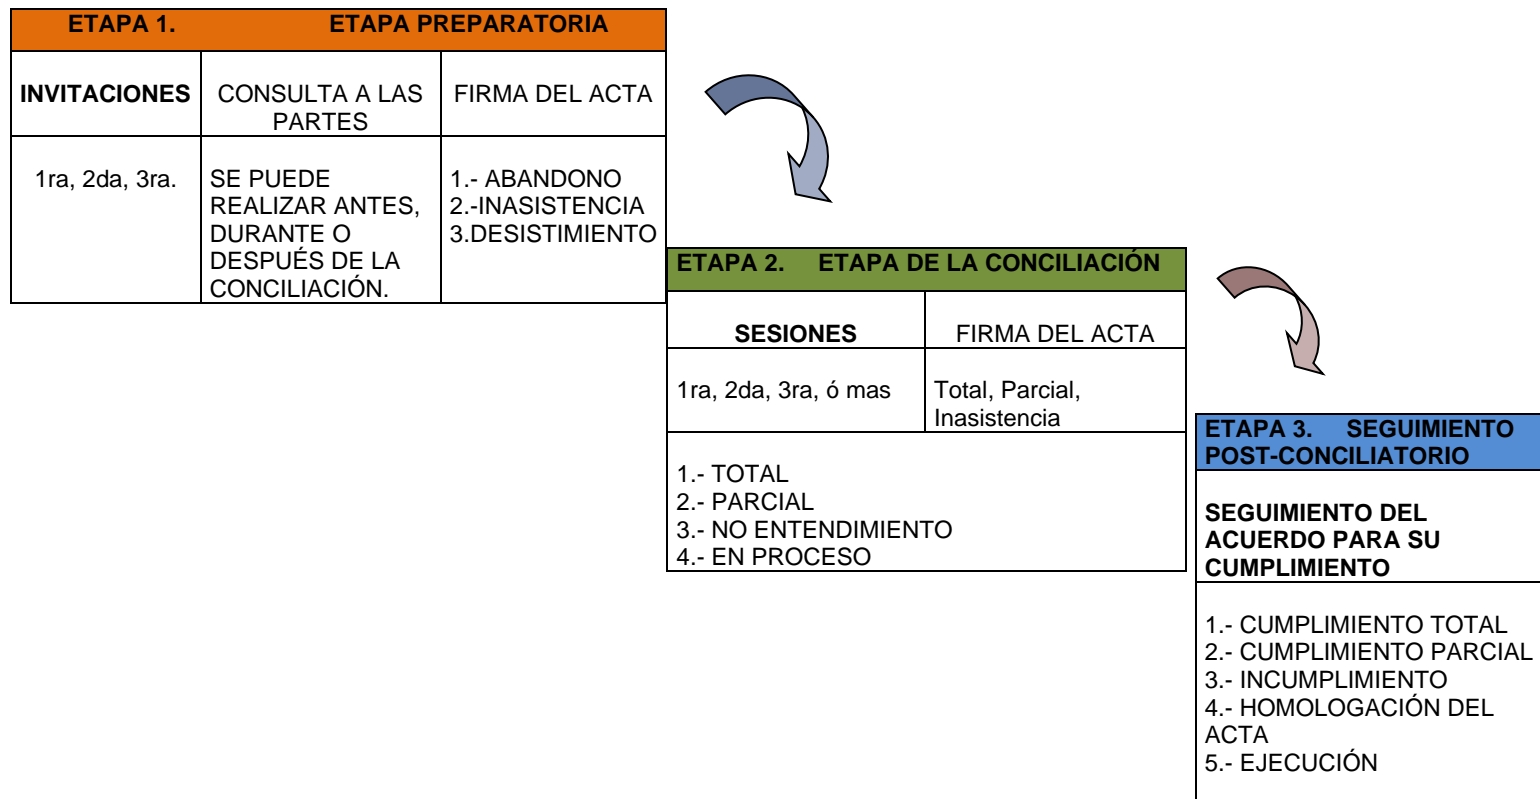 ETAPA 1. ETAPA PREPARATORIA
INVITACIONES
CONSULTA A LAS
PARTES
FIRMA DEL ACTA
1ra, 2da, 3ra.
SE PUEDE
REALIZAR ANTES,
DURANTE O
DESPUÉS DE LA
CONCILIACIÓN.
1.- ABANDONO
2.-INASISTENCIA
3.DESISTIMIENTO
ETAPA 2. ETAPA DE LA CONCILIACIÓN
SESIONES
FIRMA DEL ACTA
1ra, 2da, 3ra, ó mas
Total, Parcial,
Inasistencia
1.- TOTAL
2.- PARCIAL
3.- NO ENTENDIMIENTO
4.- EN PROCESO
ETAPA 3. SEGUIMIENTO
POST-CONCILIATORIO
SEGUIMIENTO DEL
ACUERDO PARA SU
CUMPLIMIENTO
1.- CUMPLIMIENTO TOTAL
2.- CUMPLIMIENTO PARCIAL
3.- INCUMPLIMIENTO
4.- HOMOLOGACIÓN DEL
ACTA
5.- EJECUCIÓN